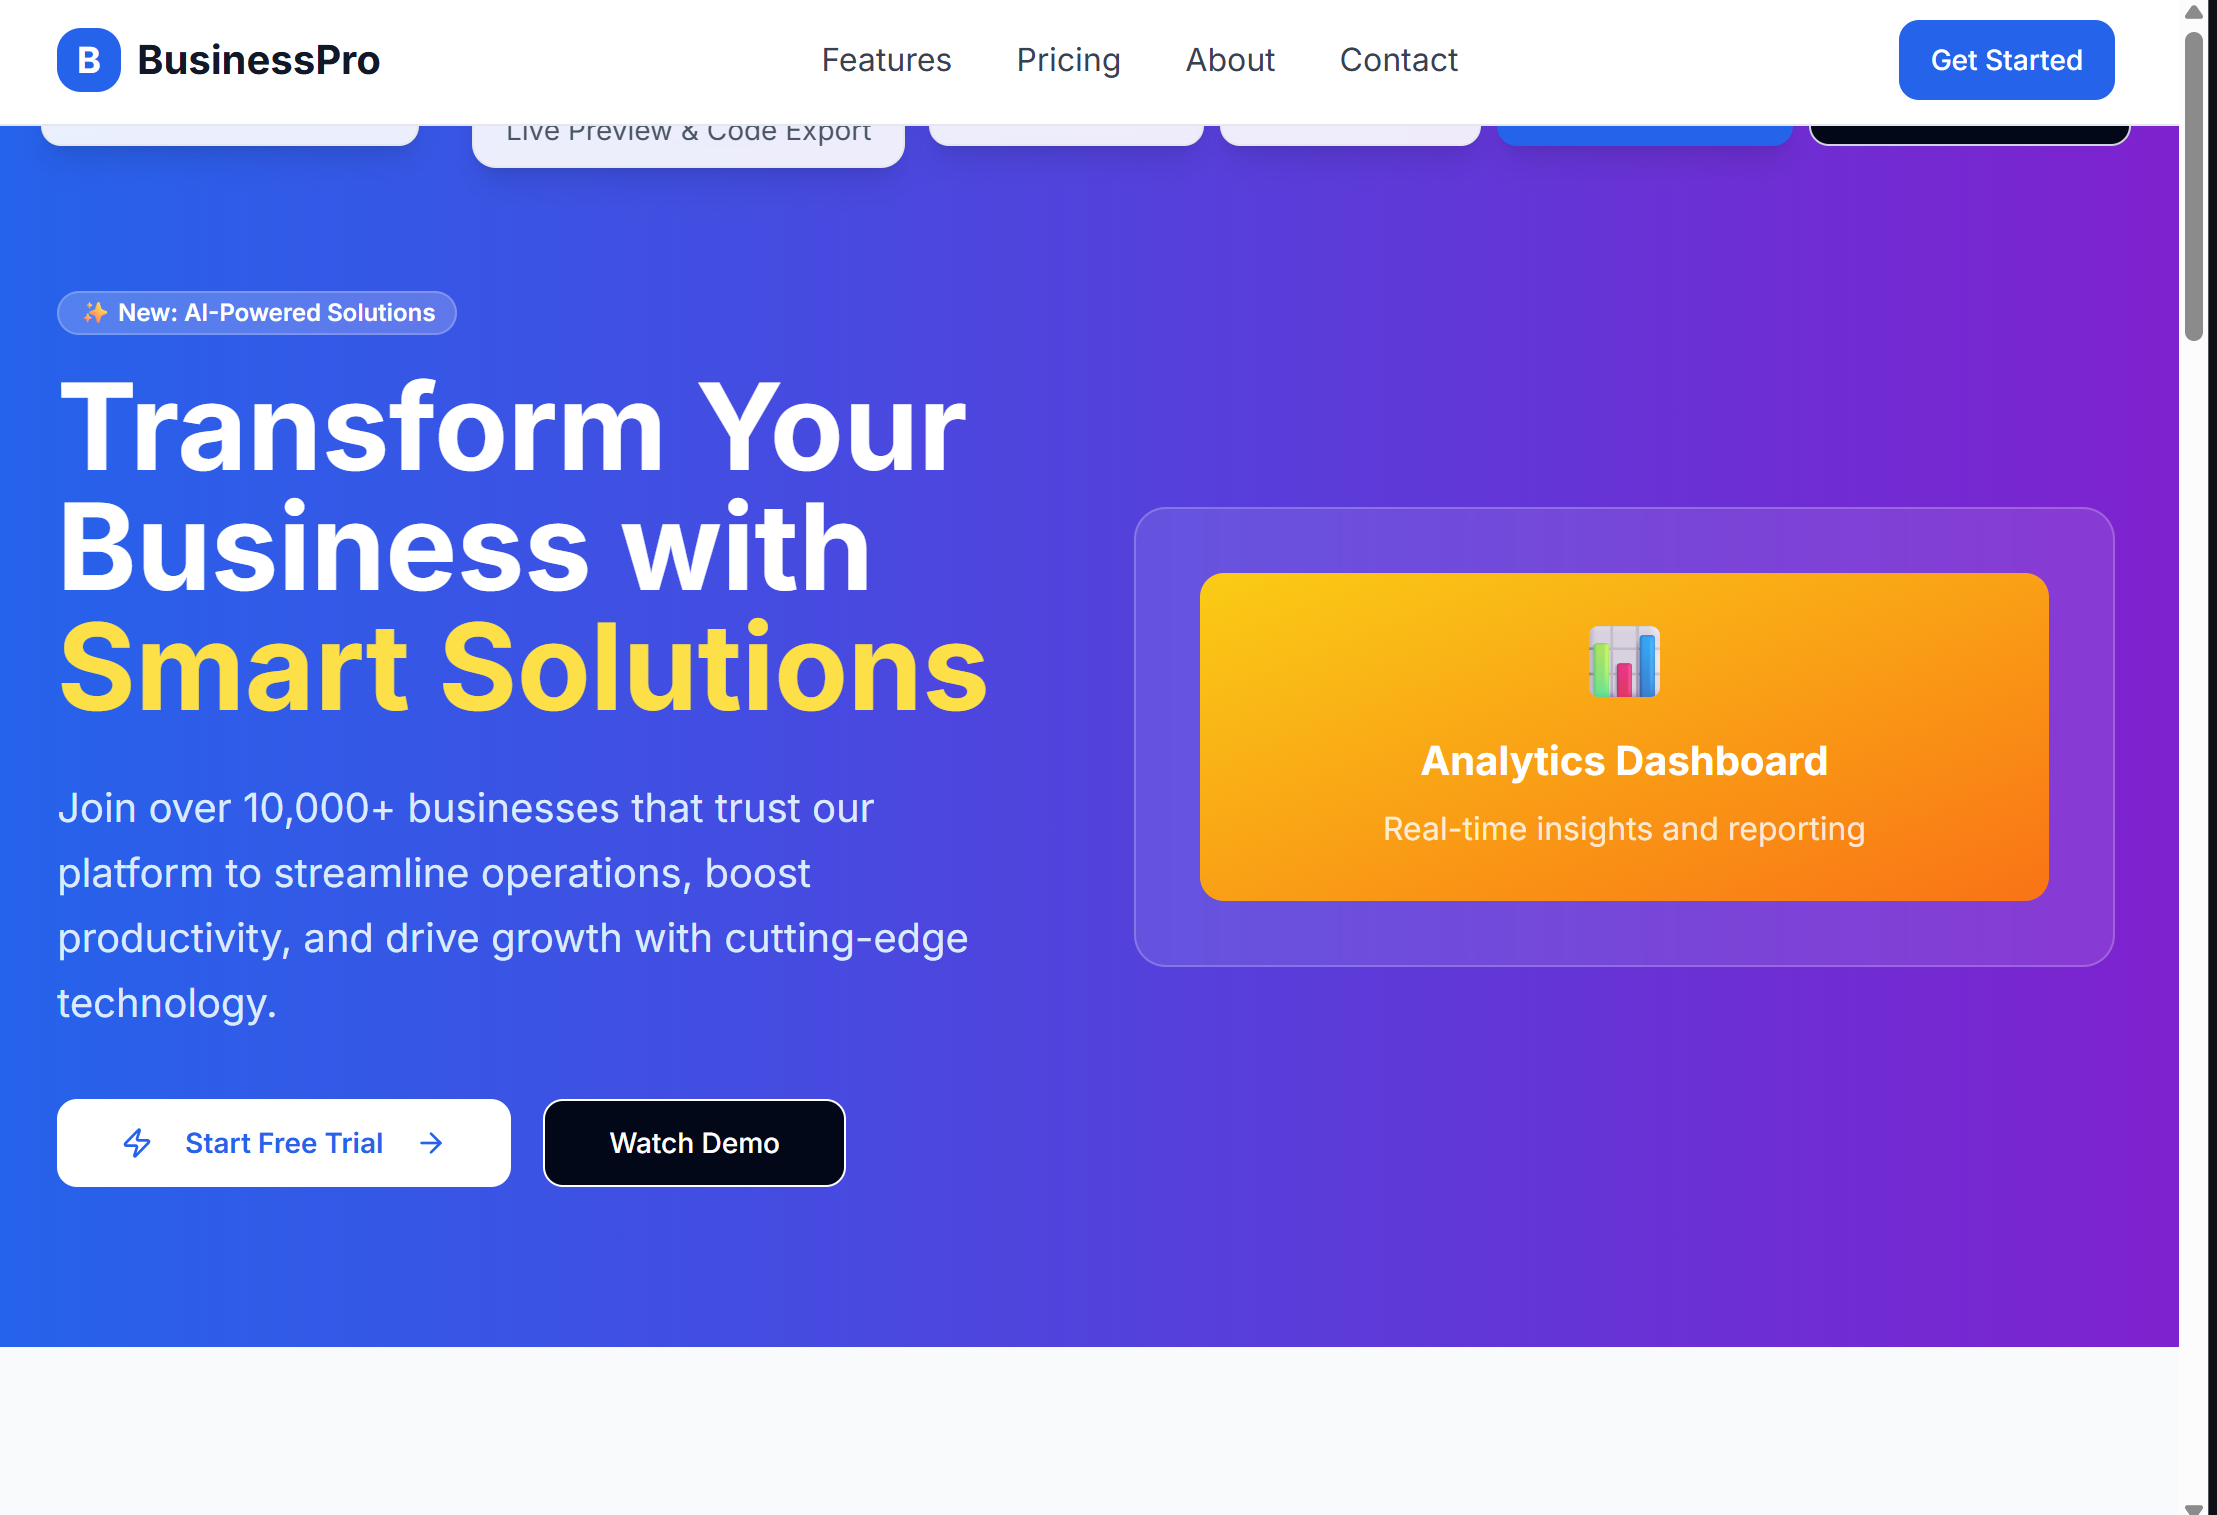 B BusinessPro
Features Pricing About Contact
Get Started
Live Preview & Code Export
✨ New: AI-Powered Solutions
Transform Your
Business with
Smart Solutions
Join over 10,000+ businesses that trust our
platform to streamline operations, boost
productivity, and drive growth with cutting-edge
technology.
Start Free Trial
Watch Demo
Analytics Dashboard
Real-time insights and reporting